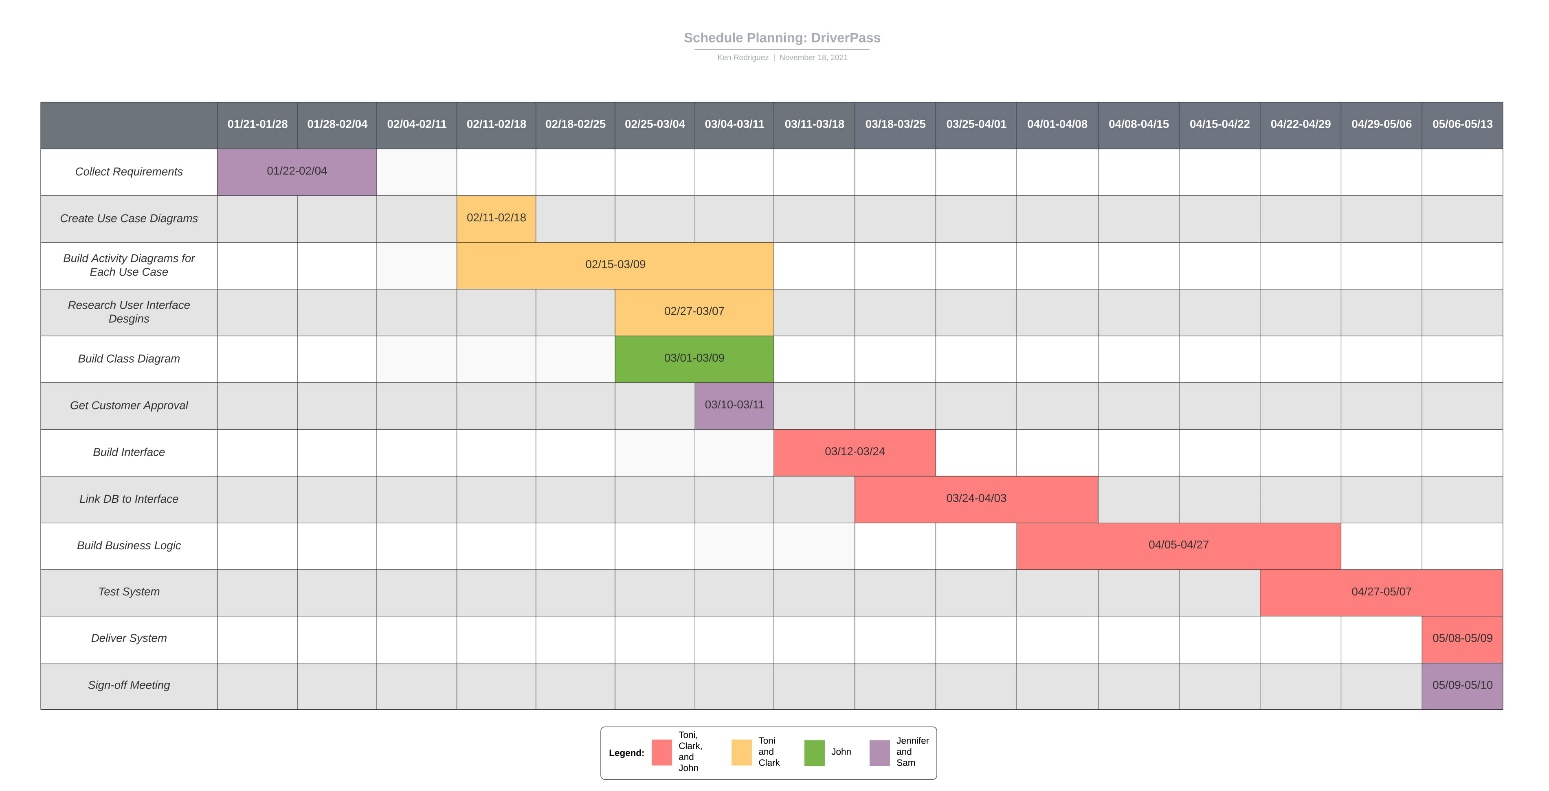 Schedule Planning: DriverPass
Ken Rodriguez | November 18, 2021
01/21-01/28 01/28-02/04 02/04-02/11 02/11-02/18 02/18-02/25 02/25-03/04 03/04-03/11 03/11-03/18 03/18-03/25 03/25-04/01 04/01-04/08 04/08-04/15 04/15-04/22 04/22-04/29 04/29-05/06 05/06-05/13
Collect Requirements 01/22-02/04
Create Use Case Diagrams 02/11-02/18
Build Activity Diagrams for
Each Use Case
02/15-03/09
Research User Interface
Desgins
02/27-03/07
Build Class Diagram 03/01-03/09
Get Customer Approval 03/10-03/11
Build Interface 03/12-03/24
Link DB to Interface 03/24-04/03
Build Business Logic 04/05-04/27
Test System 04/27-05/07
Deliver System 05/08-05/09
Sign-off Meeting 05/09-05/10
Legend:
Toni,
Clark,
and
John
Toni
and
Clark
John
Jennifer
and
Sam